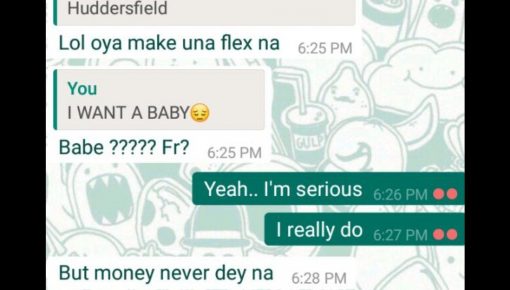 Huddersfield
Lol oya make una flex na 6:25 PM
You
I WANT A BABY😔
Babe ????? Fr? 6:25 PM
Yeah.. I'm serious 6:26 PM
I really do 6:27 PM
But money never dey na 6:28 PM